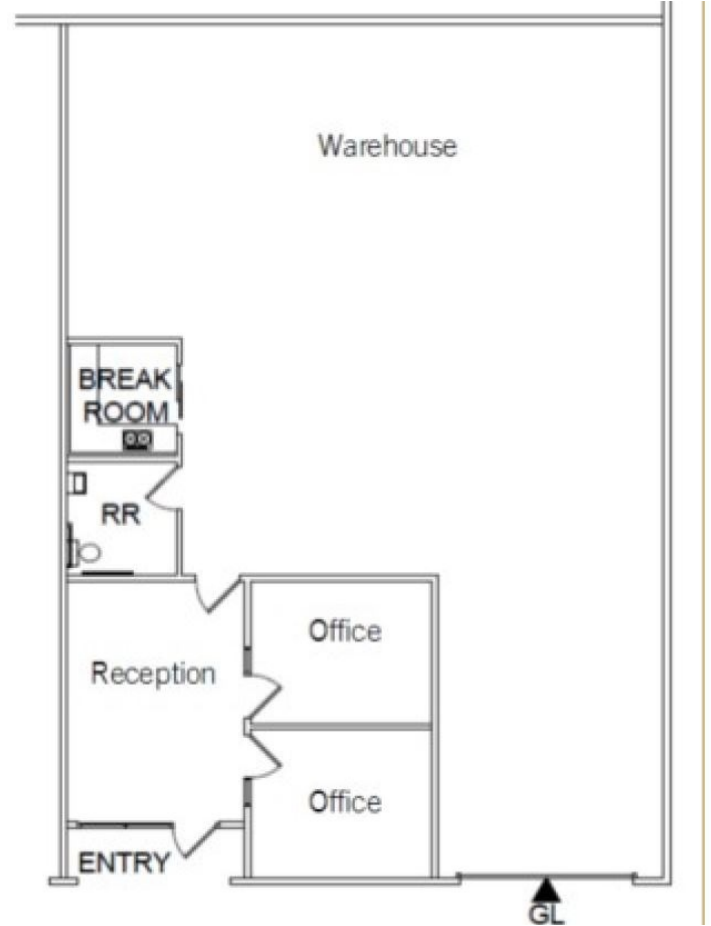 Warehouse
BREAK
ROOM
RR
Office
Reception
Office
ENTRY
GL